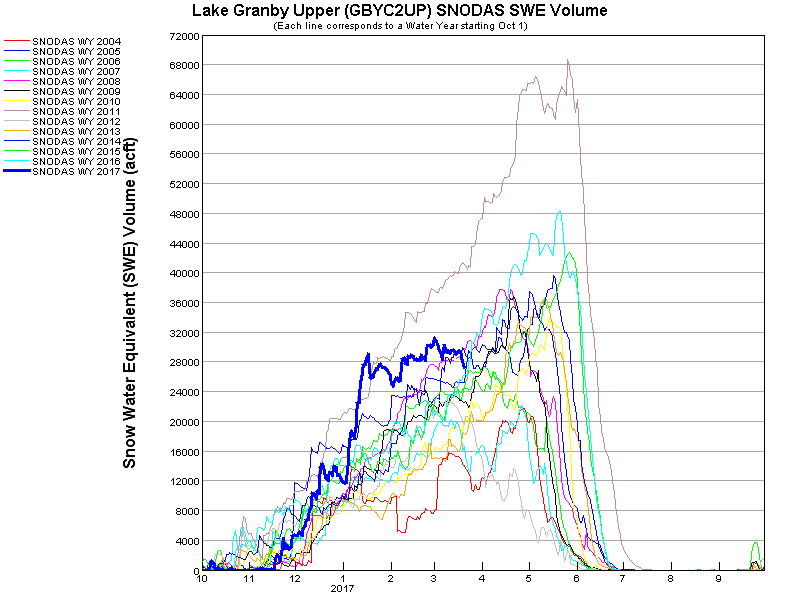 Lake Granby Upper (GBYC2UP) SNODAS SWE Volume
(Each line corresponds to a Water Year starting Oct 1)
SNODAS WY 2004
SNODAS WY 2005
SNODAS WY 2006
SNODAS WY 2007
SNODAS WY 2008
SNODAS WY 2009
SNODAS WY 2010
SNODAS WY 2011
SNODAS WY 2012
SNODAS WY 2013
SNODAS WY 2014
SNODAS WY 2015
SNODAS WY 2016
SNODAS WY 2017
Snow Water Equivalent (SWE) Volume (acft)
72000
68000
64000
60000
56000
52000
48000
44000
40000
36000
32000
28000
24000
20000
16000
12000
8000
4000
0
10 11 12 1 2 3 4 5 6 7 8 9
2017